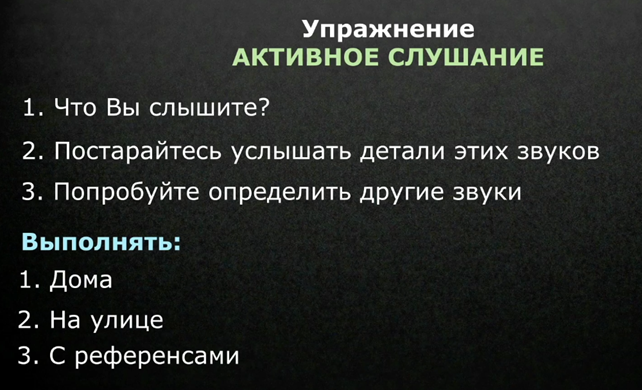 Упражнение
АКТИВНОЕ СЛУШАНИЕ
1. Что Вы слышите?
2. Постарайтесь услышать детали этих звуков
3. Попробуйте определить другие звуки
Выполнять:
1. Дома
2. На улице
3. С референсами